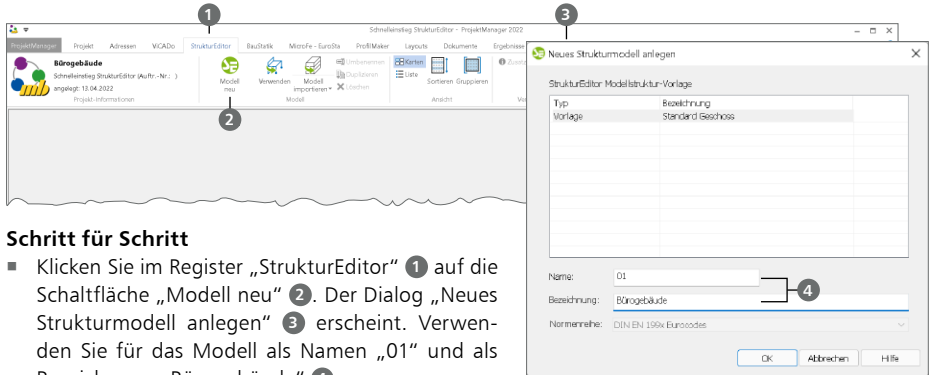 1
3
Schnelleinstieg StrukturEditor - ProjektManager 2022
ProjektManager Projekt Adressen ViCADo StrukturEditor BauStatik MicroFe - EuroSta ProfilMaker Layouts Dokumente Ergebnisse
Bürogebäude
Schnelleinstieg StrukturEditor (Auftr.-Nr.: )
angelegt: 13.04.2022
Projekt-Informationen
Modell neu
Verwenden
Modell importieren
Umbenennen
Duplizieren
Löschen
Modell
Karten
Liste
Sortieren Gruppieren
Ansicht
2
mb
Neues Strukturmodell anlegen
StrukturEditor Modellstruktur-Vorlage
Typ Bezeichnung
Vorlage Standard Geschoss
Name: 01
Bezeichnung: Bürogebäude
4
Normenreihe: DIN EN 199x Eurocodes
OK Abbrechen Hilfe
Schritt für Schritt
■ Klicken Sie im Register „StrukturEditor“ 1 auf die
Schaltfläche „Modell neu“ 2. Der Dialog „Neues
Strukturmodell anlegen“ 3 erscheint. Verwen-
den Sie für das Modell als Namen „01“ und als